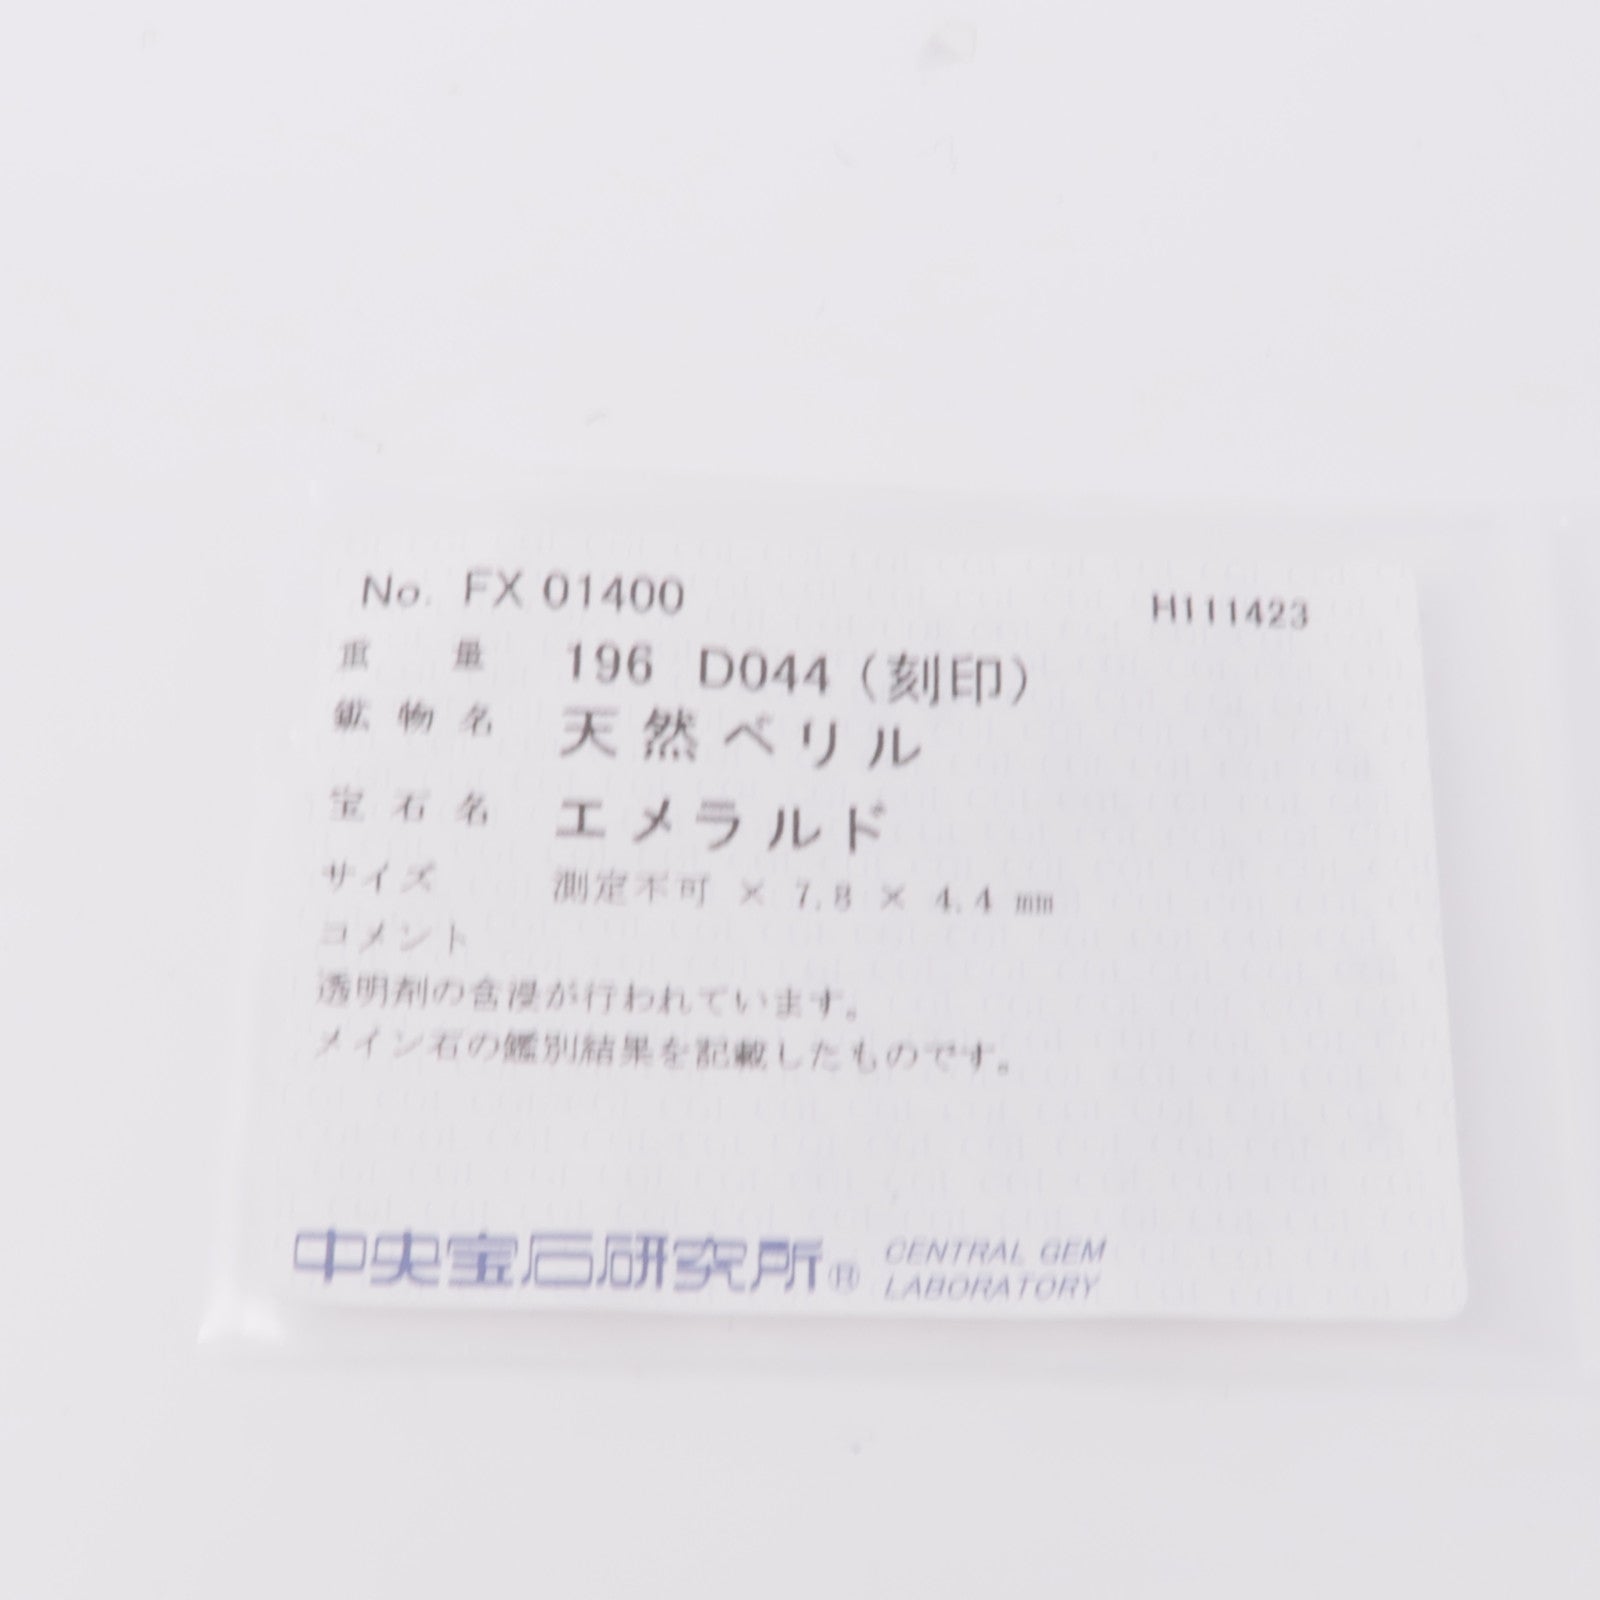 No. FX 01400 H111423
重量 196 D044 (刻印)
鉱物名 天然ベリル
宝石名 エメラルド
サイズ 測定不可 × 7.8 × 4.4 mm
コメント
透明剤の含浸が行われています。
メイン石の鑑別結果を記載したものです。
中央宝石研究所® CENTRAL GEM
LABORATORY